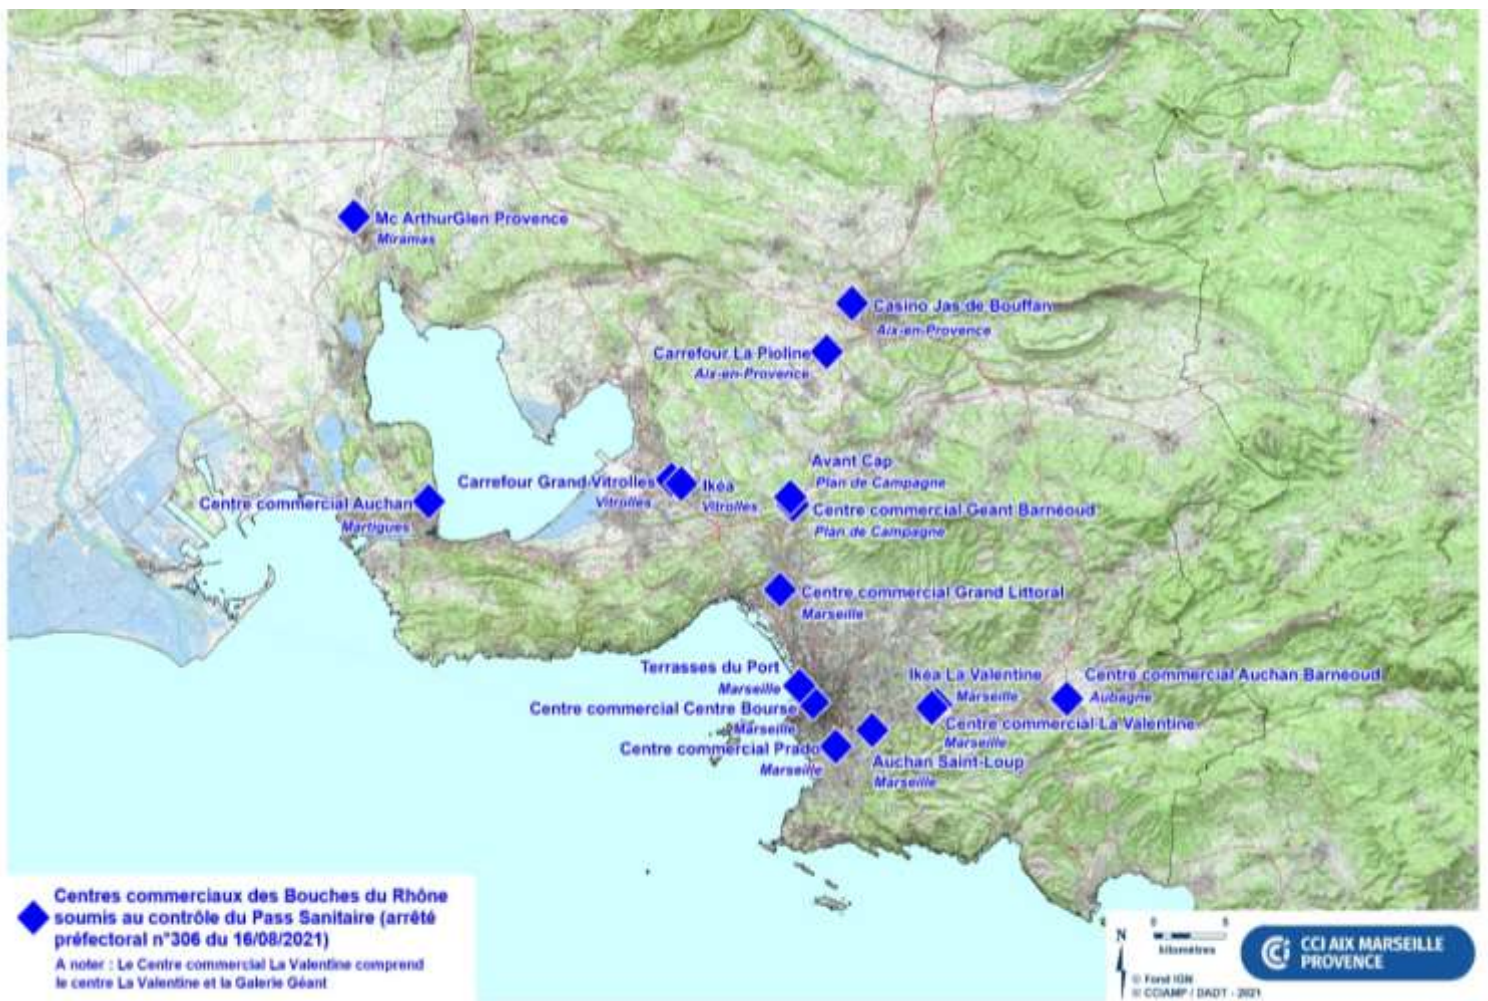 Mc ArthurGlen Provence
Miramas
Casino Jas de Bouffan
Aix-en-Provence
Carrefour La Pioline
Aix-en-Provence
Avant Cap
Plan de Campagne
Carrefour Grand Vitrolles
Vitrolles
Ikéa
Vitrolles
Centre commercial Auchan
Martigues
Centre commercial Géant Barnéoud
Plan de Campagne
Centre commercial Grand Littoral
Marseille
Terrasses du Port
Marseille
Ikéa La Valentine
Marseille
Centre commercial Auchan Barnéoud
Aubagne
Centre commercial Centre Bourse
Marseille
Centre commercial La Valentine
Marseille
Centre commercial Prado
Marseille
Auchan Saint-Loup
Marseille
Centres commerciaux des Bouches du Rhône
soumis au contrôle du Pass Sanitaire (arrêté
préfectoral n°306 du 16/08/2021)
A noter : Le Centre commercial La Valentine comprend
le centre La Valentine et la Galerie Géant
N
0 5
kilomètres
© Fond IGN
© CCIAMP / DADT - 2021
CCI AIX MARSEILLE
PROVENCE